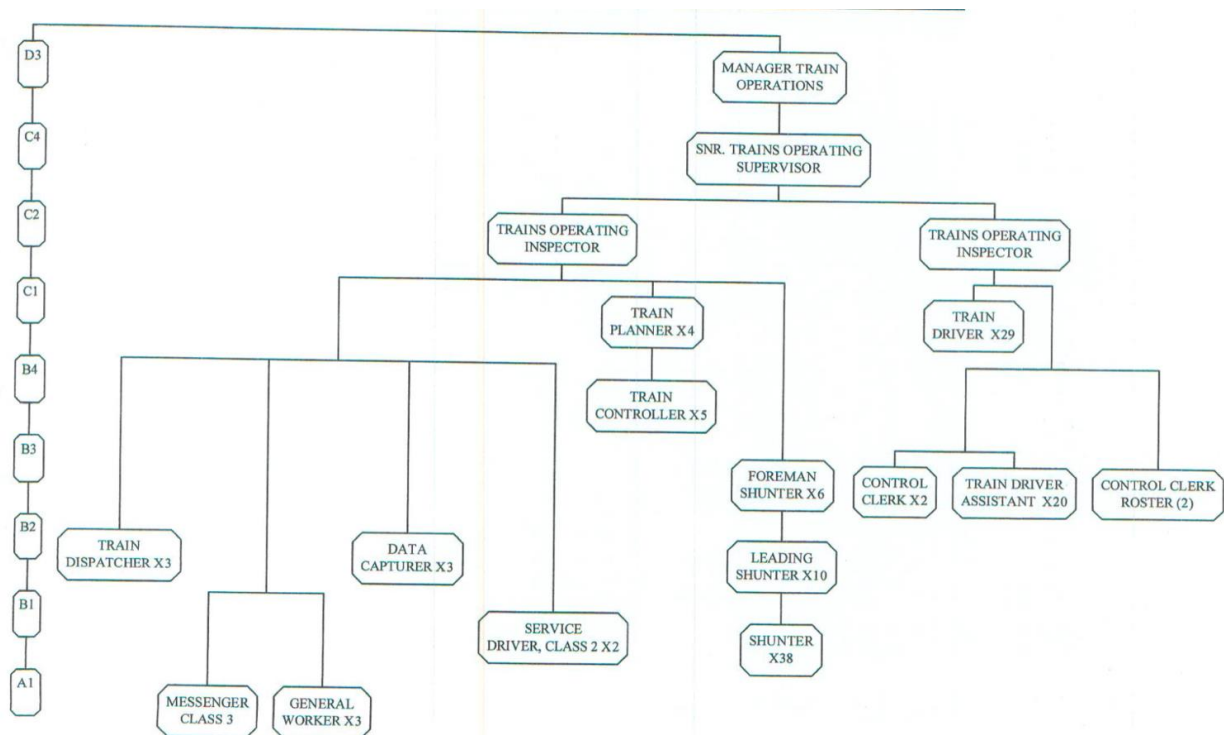 D3
MANAGER TRAIN
OPERATIONS
C4
SNR. TRAINS OPERATING
SUPERVISOR
C2
TRAINS OPERATING
INSPECTOR
TRAINS OPERATING
INSPECTOR
C1
TRAIN
PLANNER X4
TRAIN
DRIVER X29
B4
TRAIN
CONTROLLER X5
B3
FOREMAN
SHUNTER X6
CONTROL
CLERK X2
TRAIN DRIVER
ASSISTANT X20
CONTROL CLERK
ROSTER (2)
B2
TRAIN
DISPATCHER X3
DATA
CAPTURER X3
LEADING
SHUNTER X10
B1
SERVICE
DRIVER, CLASS 2 X2
SHUNTER
X38
A1
MESSENGER
CLASS 3
GENERAL
WORKER X3